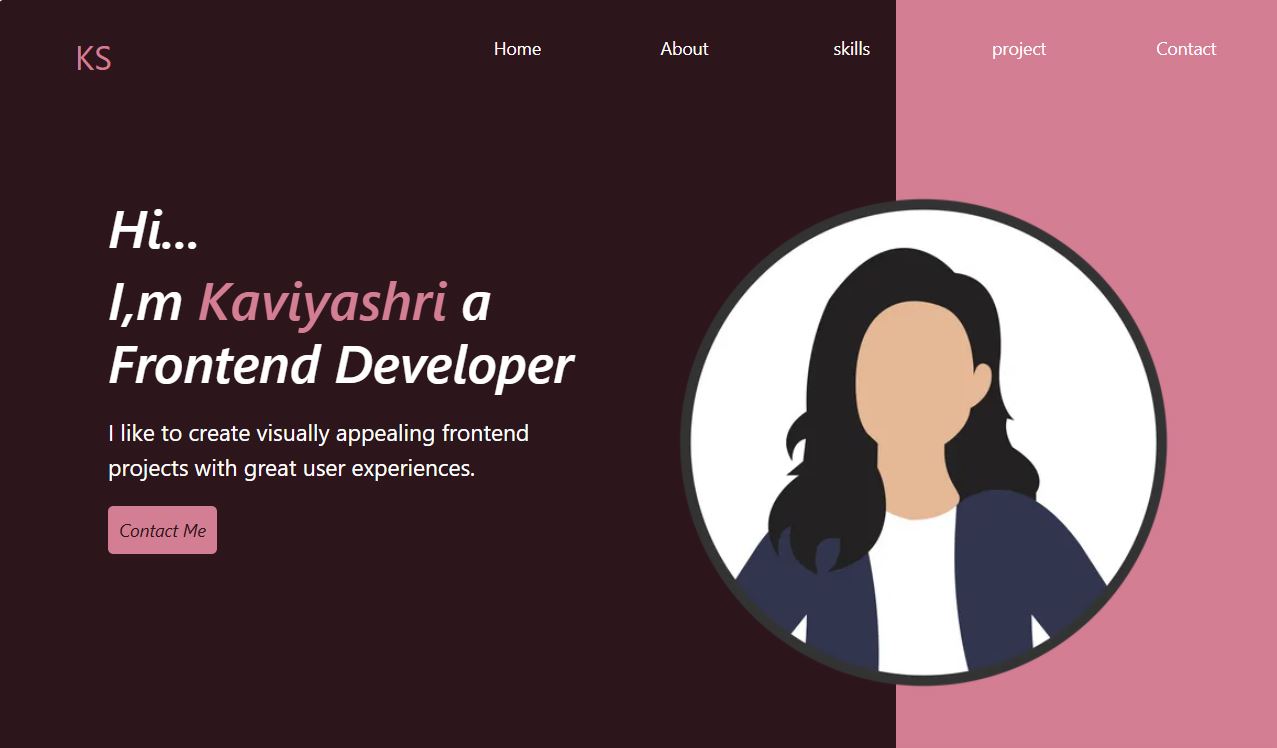 KS
Home About skills project Contact
Hi...
I,m Kaviyashri a
Frontend Developer
I like to create visually appealing frontend
projects with great user experiences.
Contact Me